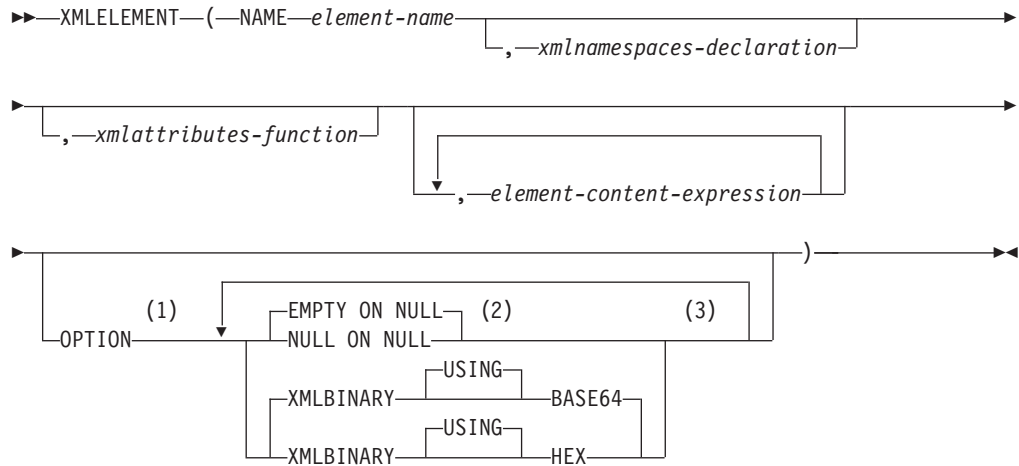 XMLELEMENT ( NAME element-name
, xmlnamespaces-declaration
, xmlattributes-function
, element-content-expression
)
(1) EMPTY ON NULL (2) (3)
OPTION NULL ON NULL
USING
XMLBINARY BASE64
USING
XMLBINARY HEX